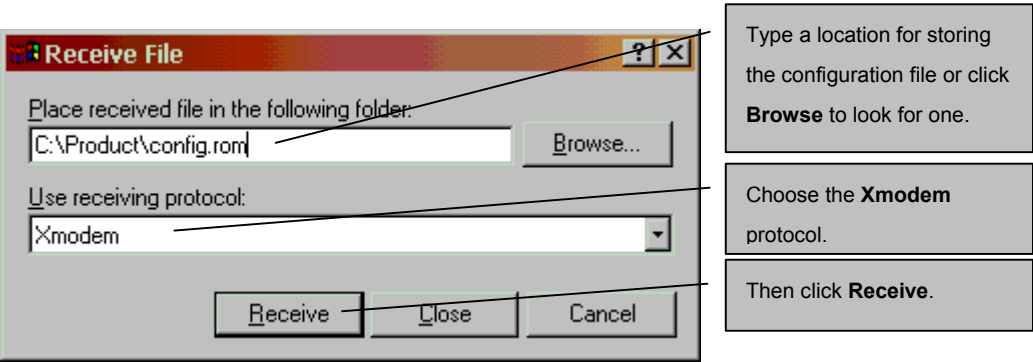 Receive File
Place received file in the following folder:
C:\Product\config.rom
Browse...
Use receiving protocol:
Xmodem
Receive
Close
Cancel
Type a location for storing
the configuration file or click
Browse to look for one.
Choose the Xmodem
protocol.
Then click Receive.